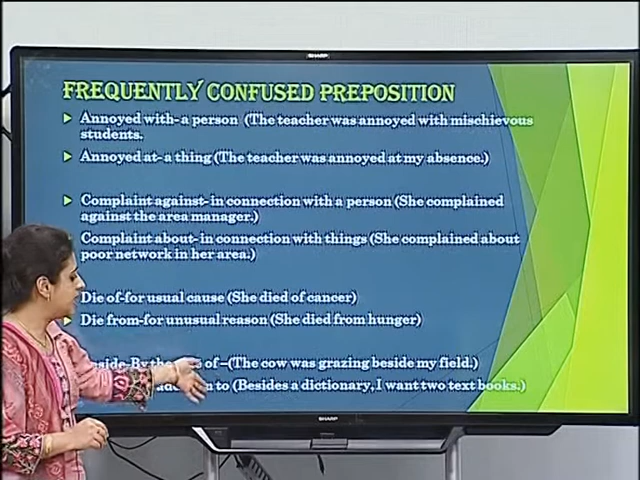 SHARP
FREQUENTLY CONFUSED PREPOSITION
Annoyed with- a person (The teacher was annoyed with mischievous
students.
Annoyed at- a thing(The teacher was annoyed at my absence.)
Complaint against- in connection with a person (She complained
against the area manager.)
Complaint about-in connection with things (She complained about
poor network in her area.)
Die of-for usual cause (She died of cancer)
Die from-for unusual reason (She died from hunger)
By the of –(The cow was grazing beside my field.)
to (Besides a dictionary, I want two text books.)
SHARP